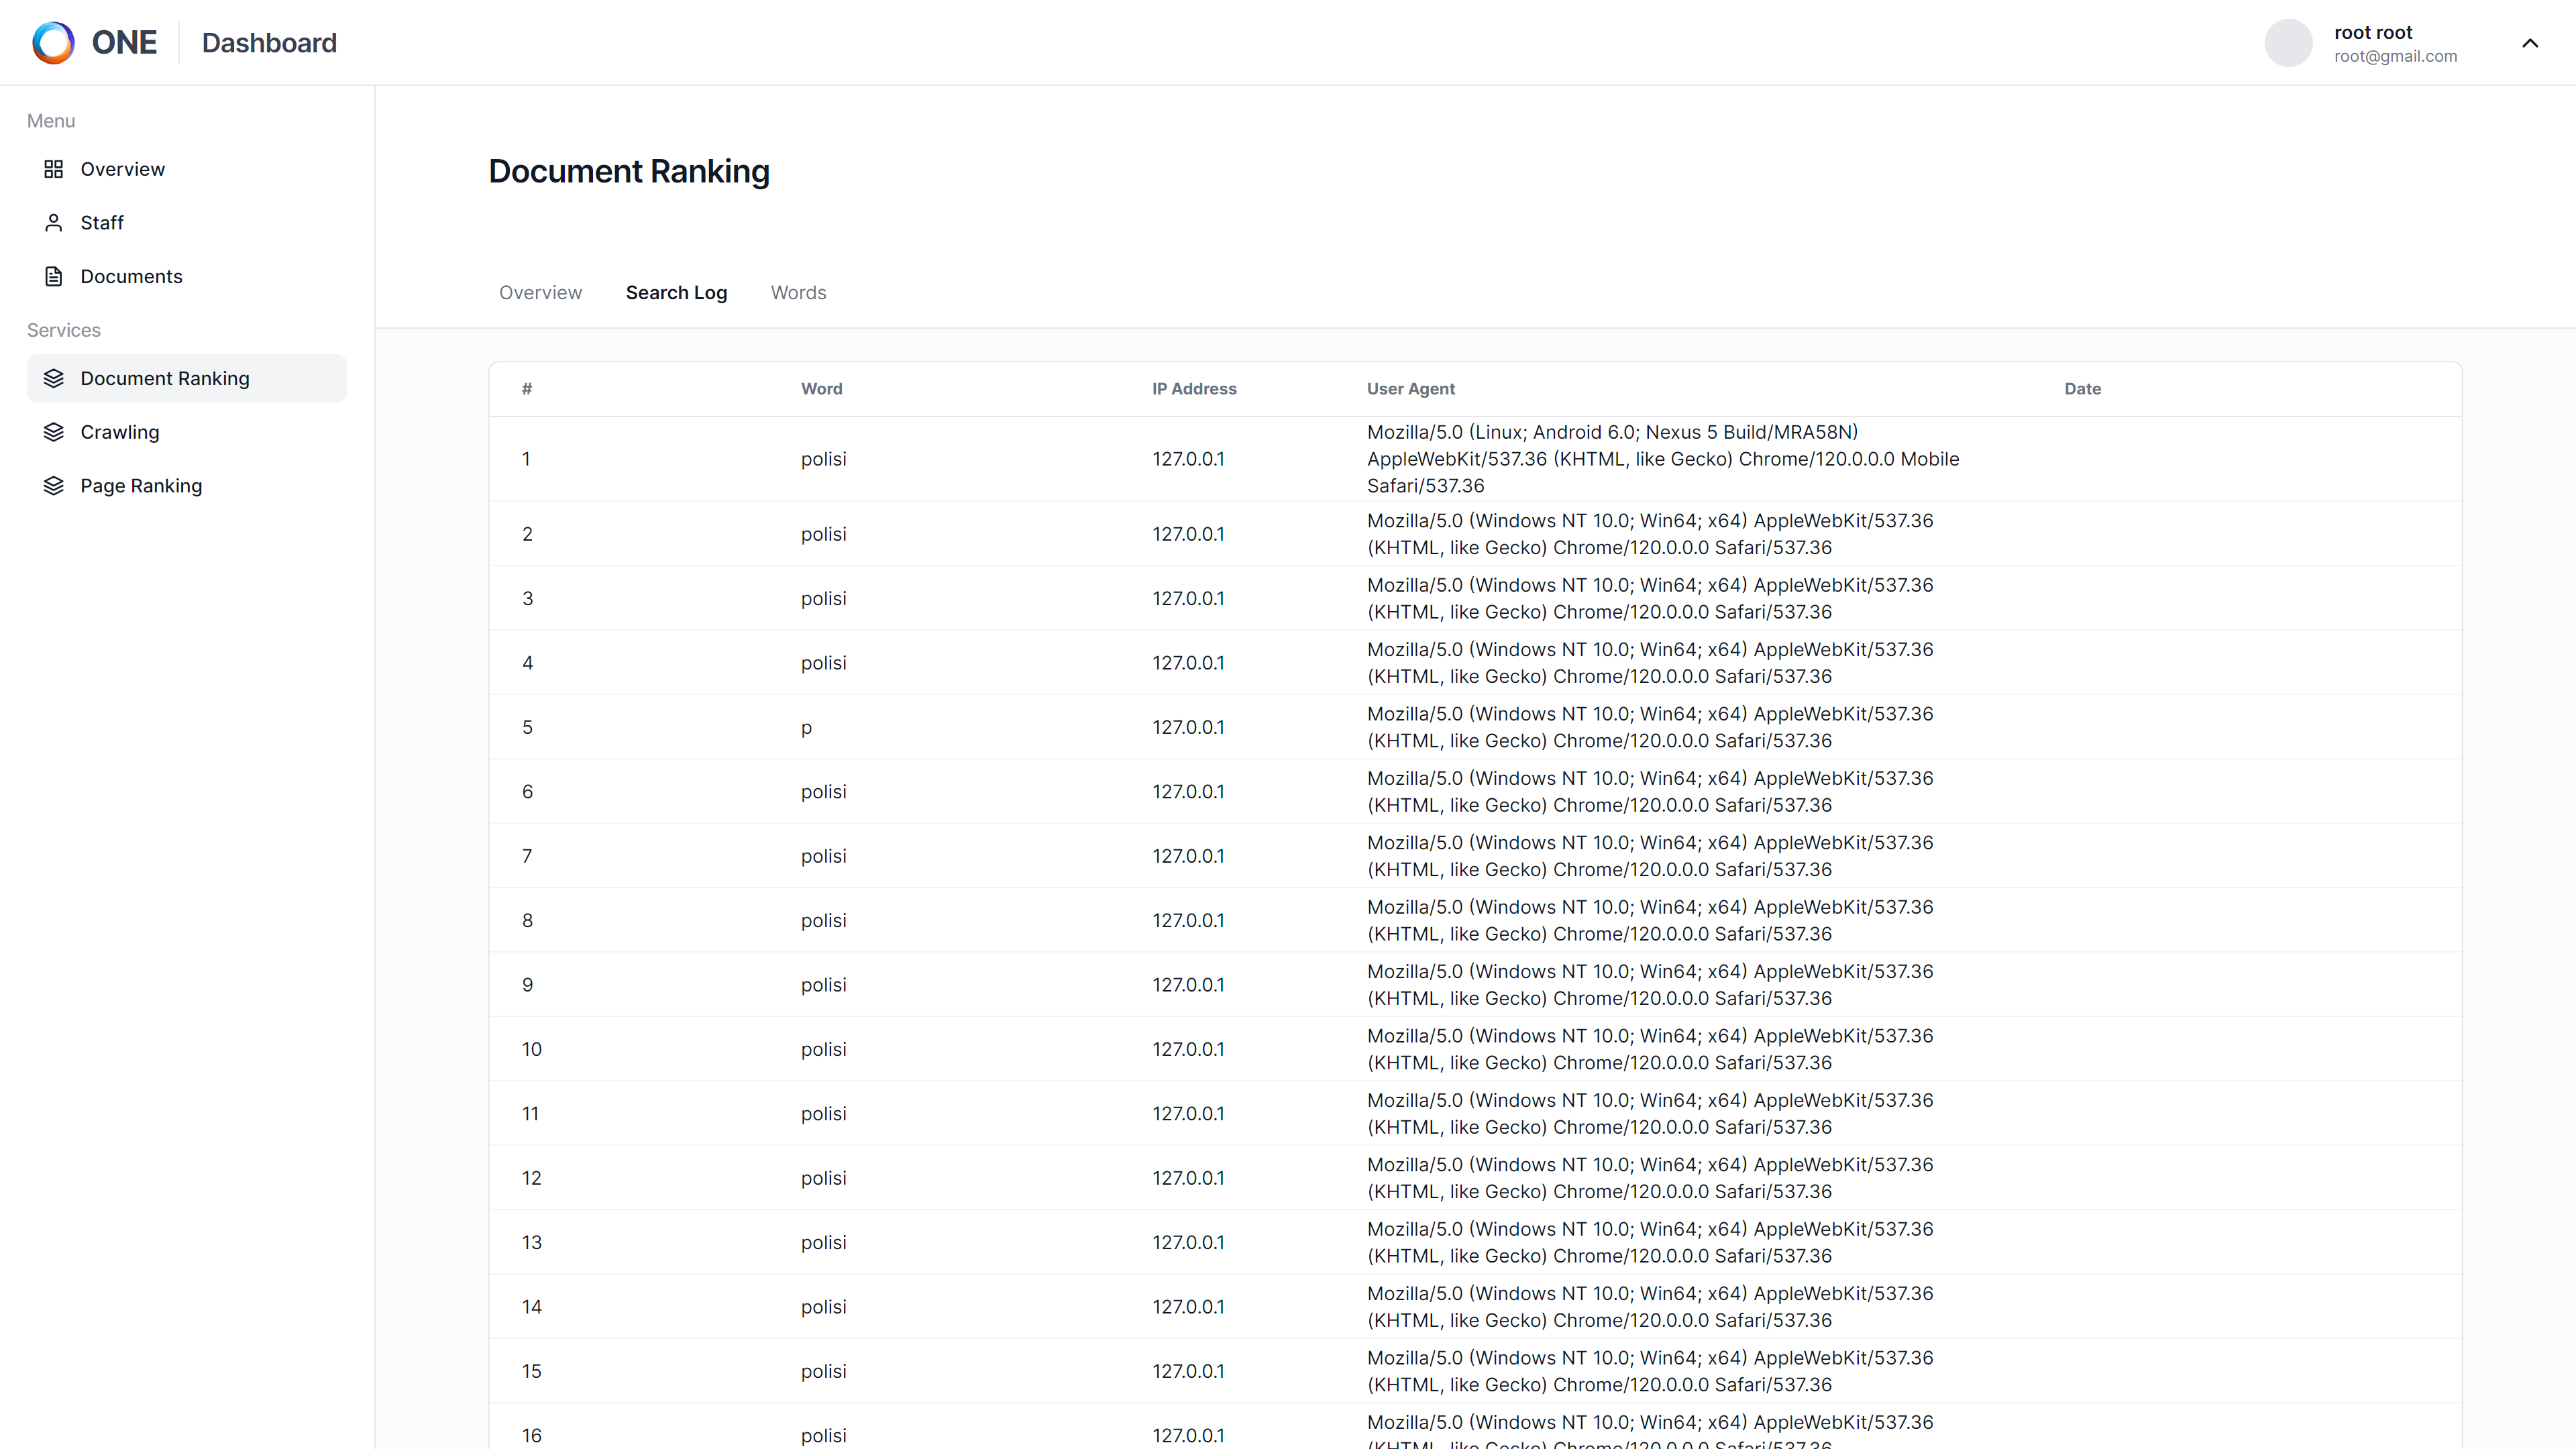 ONE Dashboard
root root
root@gmail.com
Menu
Overview
Staff
Documents
Services
Document Ranking
Crawling
Page Ranking
Document Ranking
Overview Search Log Words
# Word IP Address User Agent Date
1 polisi 127.0.0.1 Mozilla/5.0 (Linux; Android 6.0; Nexus 5 Build/MRA58N)
AppleWebKit/537.36 (KHTML, like Gecko) Chrome/120.0.0.0 Mobile
Safari/537.36
2 polisi 127.0.0.1 Mozilla/5.0 (Windows NT 10.0; Win64; x64) AppleWebKit/537.36
(KHTML, like Gecko) Chrome/120.0.0.0 Safari/537.36
3 polisi 127.0.0.1 Mozilla/5.0 (Windows NT 10.0; Win64; x64) AppleWebKit/537.36
(KHTML, like Gecko) Chrome/120.0.0.0 Safari/537.36
4 polisi 127.0.0.1 Mozilla/5.0 (Windows NT 10.0; Win64; x64) AppleWebKit/537.36
(KHTML, like Gecko) Chrome/120.0.0.0 Safari/537.36
5 p 127.0.0.1 Mozilla/5.0 (Windows NT 10.0; Win64; x64) AppleWebKit/537.36
(KHTML, like Gecko) Chrome/120.0.0.0 Safari/537.36
6 polisi 127.0.0.1 Mozilla/5.0 (Windows NT 10.0; Win64; x64) AppleWebKit/537.36
(KHTML, like Gecko) Chrome/120.0.0.0 Safari/537.36
7 polisi 127.0.0.1 Mozilla/5.0 (Windows NT 10.0; Win64; x64) AppleWebKit/537.36
(KHTML, like Gecko) Chrome/120.0.0.0 Safari/537.36
8 polisi 127.0.0.1 Mozilla/5.0 (Windows NT 10.0; Win64; x64) AppleWebKit/537.36
(KHTML, like Gecko) Chrome/120.0.0.0 Safari/537.36
9 polisi 127.0.0.1 Mozilla/5.0 (Windows NT 10.0; Win64; x64) AppleWebKit/537.36
(KHTML, like Gecko) Chrome/120.0.0.0 Safari/537.36
10 polisi 127.0.0.1 Mozilla/5.0 (Windows NT 10.0; Win64; x64) AppleWebKit/537.36
(KHTML, like Gecko) Chrome/120.0.0.0 Safari/537.36
11 polisi 127.0.0.1 Mozilla/5.0 (Windows NT 10.0; Win64; x64) AppleWebKit/537.36
(KHTML, like Gecko) Chrome/120.0.0.0 Safari/537.36
12 polisi 127.0.0.1 Mozilla/5.0 (Windows NT 10.0; Win64; x64) AppleWebKit/537.36
(KHTML, like Gecko) Chrome/120.0.0.0 Safari/537.36
13 polisi 127.0.0.1 Mozilla/5.0 (Windows NT 10.0; Win64; x64) AppleWebKit/537.36
(KHTML, like Gecko) Chrome/120.0.0.0 Safari/537.36
14 polisi 127.0.0.1 Mozilla/5.0 (Windows NT 10.0; Win64; x64) AppleWebKit/537.36
(KHTML, like Gecko) Chrome/120.0.0.0 Safari/537.36
15 polisi 127.0.0.1 Mozilla/5.0 (Windows NT 10.0; Win64; x64) AppleWebKit/537.36
(KHTML, like Gecko) Chrome/120.0.0.0 Safari/537.36
16 polisi 127.0.0.1 Mozilla/5.0 (Windows NT 10.0; Win64; x64) AppleWebKit/537.36